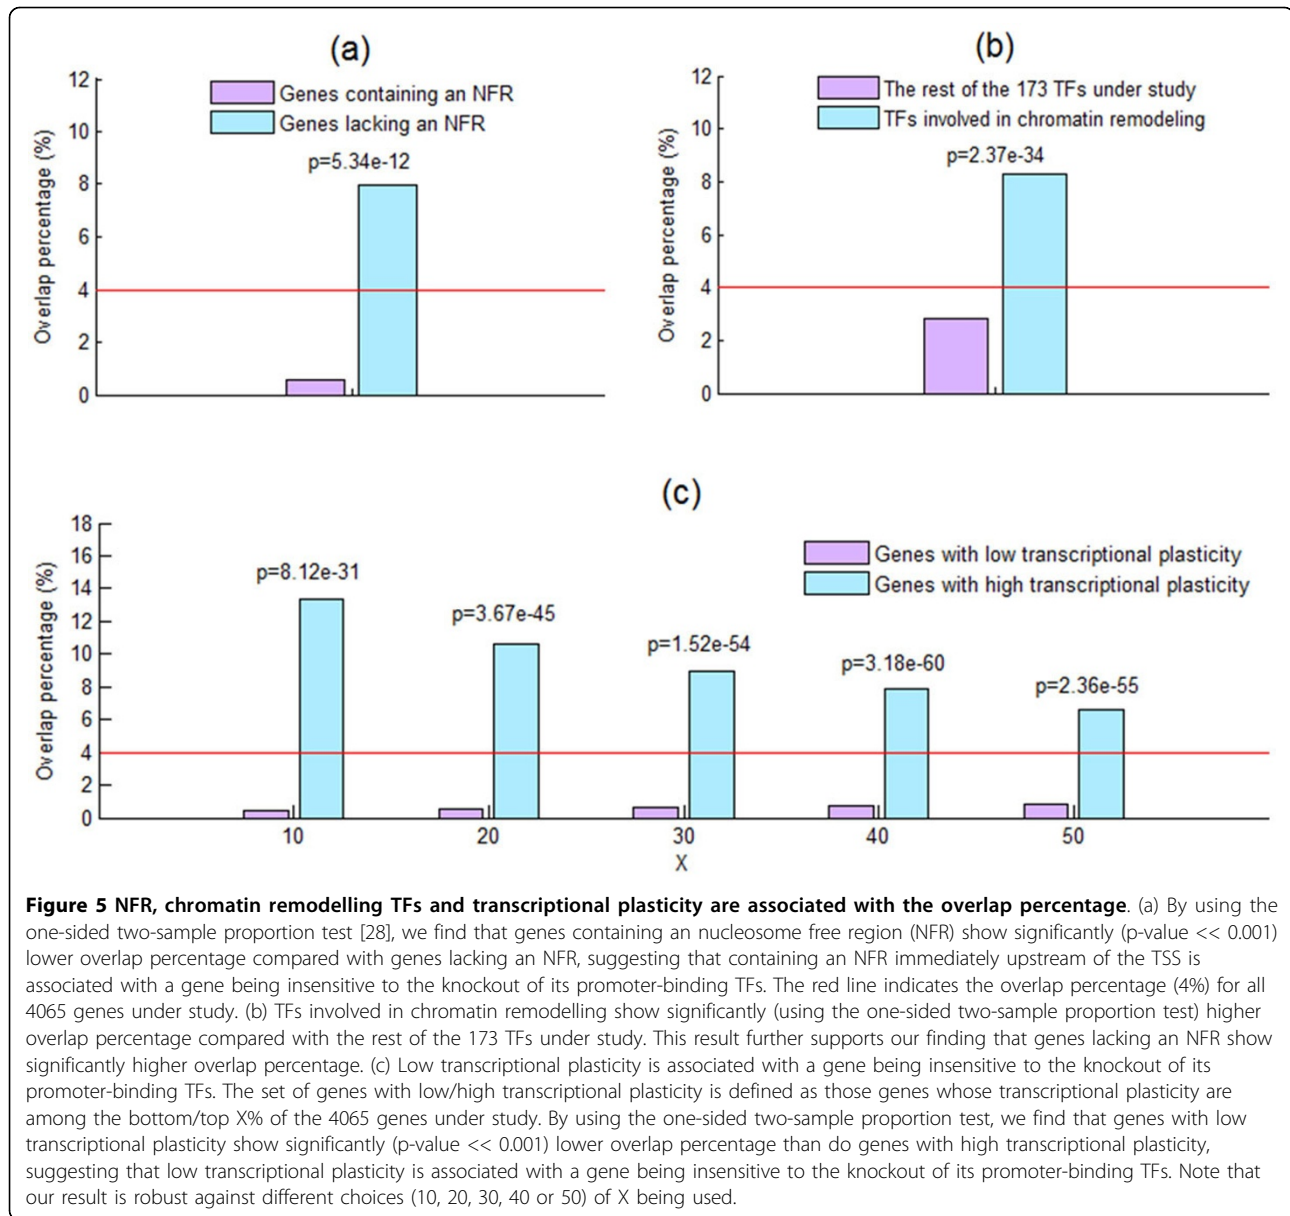 (a)
12
10
8
6
4
2
0
Overlap percentage (%)
Genes containing an NFR
Genes lacking an NFR
p=5.34e-12
(b)
12
10
8
6
4
2
0
Overlap percentage (%)
The rest of the 173 TFs under study
TFs involved in chromatin remodeling
p=2.37e-34
(c)
18
16
14
12
10
8
6
4
2
0
Overlap percentage (%)
Genes with low transcriptional plasticity
Genes with high transcriptional plasticity
p=8.12e-31
p=3.67e-45
p=1.52e-54
p=3.18e-60
p=2.36e-55
10 20 30 40 50
X
Figure 5 NFR, chromatin remodelling TFs and transcriptional plasticity are associated with the overlap percentage. (a) By using the
one-sided two-sample proportion test [28], we find that genes containing an nucleosome free region (NFR) show significantly (p-value << 0.001)
lower overlap percentage compared with genes lacking an NFR, suggesting that containing an NFR immediately upstream of the TSS is
associated with a gene being insensitive to the knockout of its promoter-binding TFs. The red line indicates the overlap percentage (4%) for all
4065 genes under study. (b) TFs involved in chromatin remodelling show significantly (using the one-sided two-sample proportion test) higher
overlap percentage compared with the rest of the 173 TFs under study. This result further supports our finding that genes lacking an NFR show
significantly higher overlap percentage. (c) Low transcriptional plasticity is associated with a gene being insensitive to the knockout of its
promoter-binding TFs. The set of genes with low/high transcriptional plasticity is defined as those genes whose transcriptional plasticity are
among the bottom/top X% of the 4065 genes under study. By using the one-sided two-sample proportion test, we find that genes with low
transcriptional plasticity show significantly (p-value << 0.001) lower overlap percentage than do genes with high transcriptional plasticity,
suggesting that low transcriptional plasticity is associated with a gene being insensitive to the knockout of its promoter-binding TFs. Note that
our result is robust against different choices (10, 20, 30, 40 or 50) of X being used.